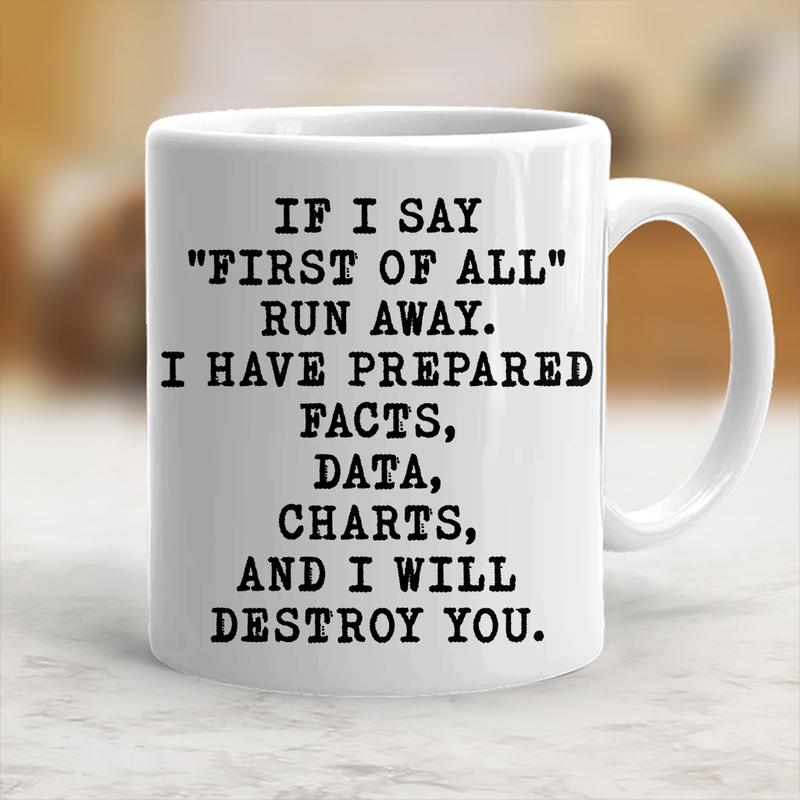 IF I SAY
"FIRST OF ALL"
RUN AWAY.
I HAVE PREPARED
FACTS,
DATA,
CHARTS,
AND I WILL
DESTROY YOU.